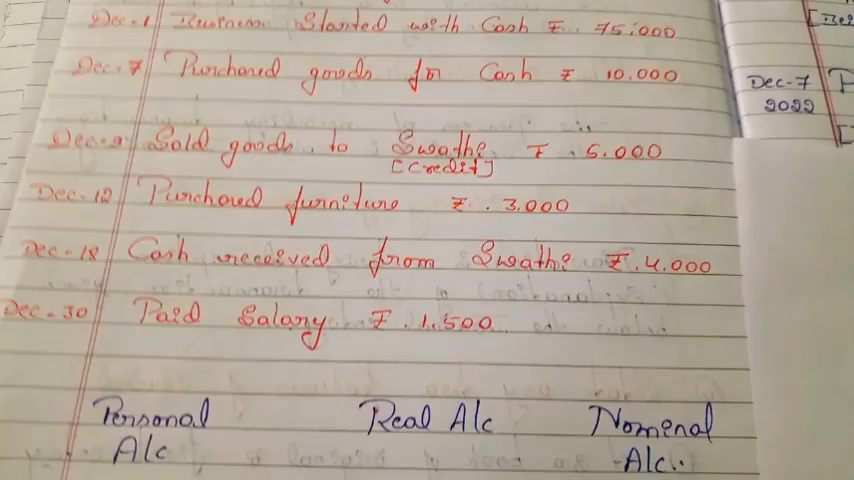 Dec-1 Business Started with Cash ₹. 75.000
Dec-7 Purchased goods for Cash ₹ 10.000
Dec-9 Sold goods to Swathi ₹ .5.000
[Credit]
Dec-12 Purchased furniture ₹. 3.000
Dec-18 Cash received from Swathi ₹.4.000
Dec-30 Paid Salary ₹.1.500
Personal A/c
Real A/c
Nominal A/c.
Dec-7
2022